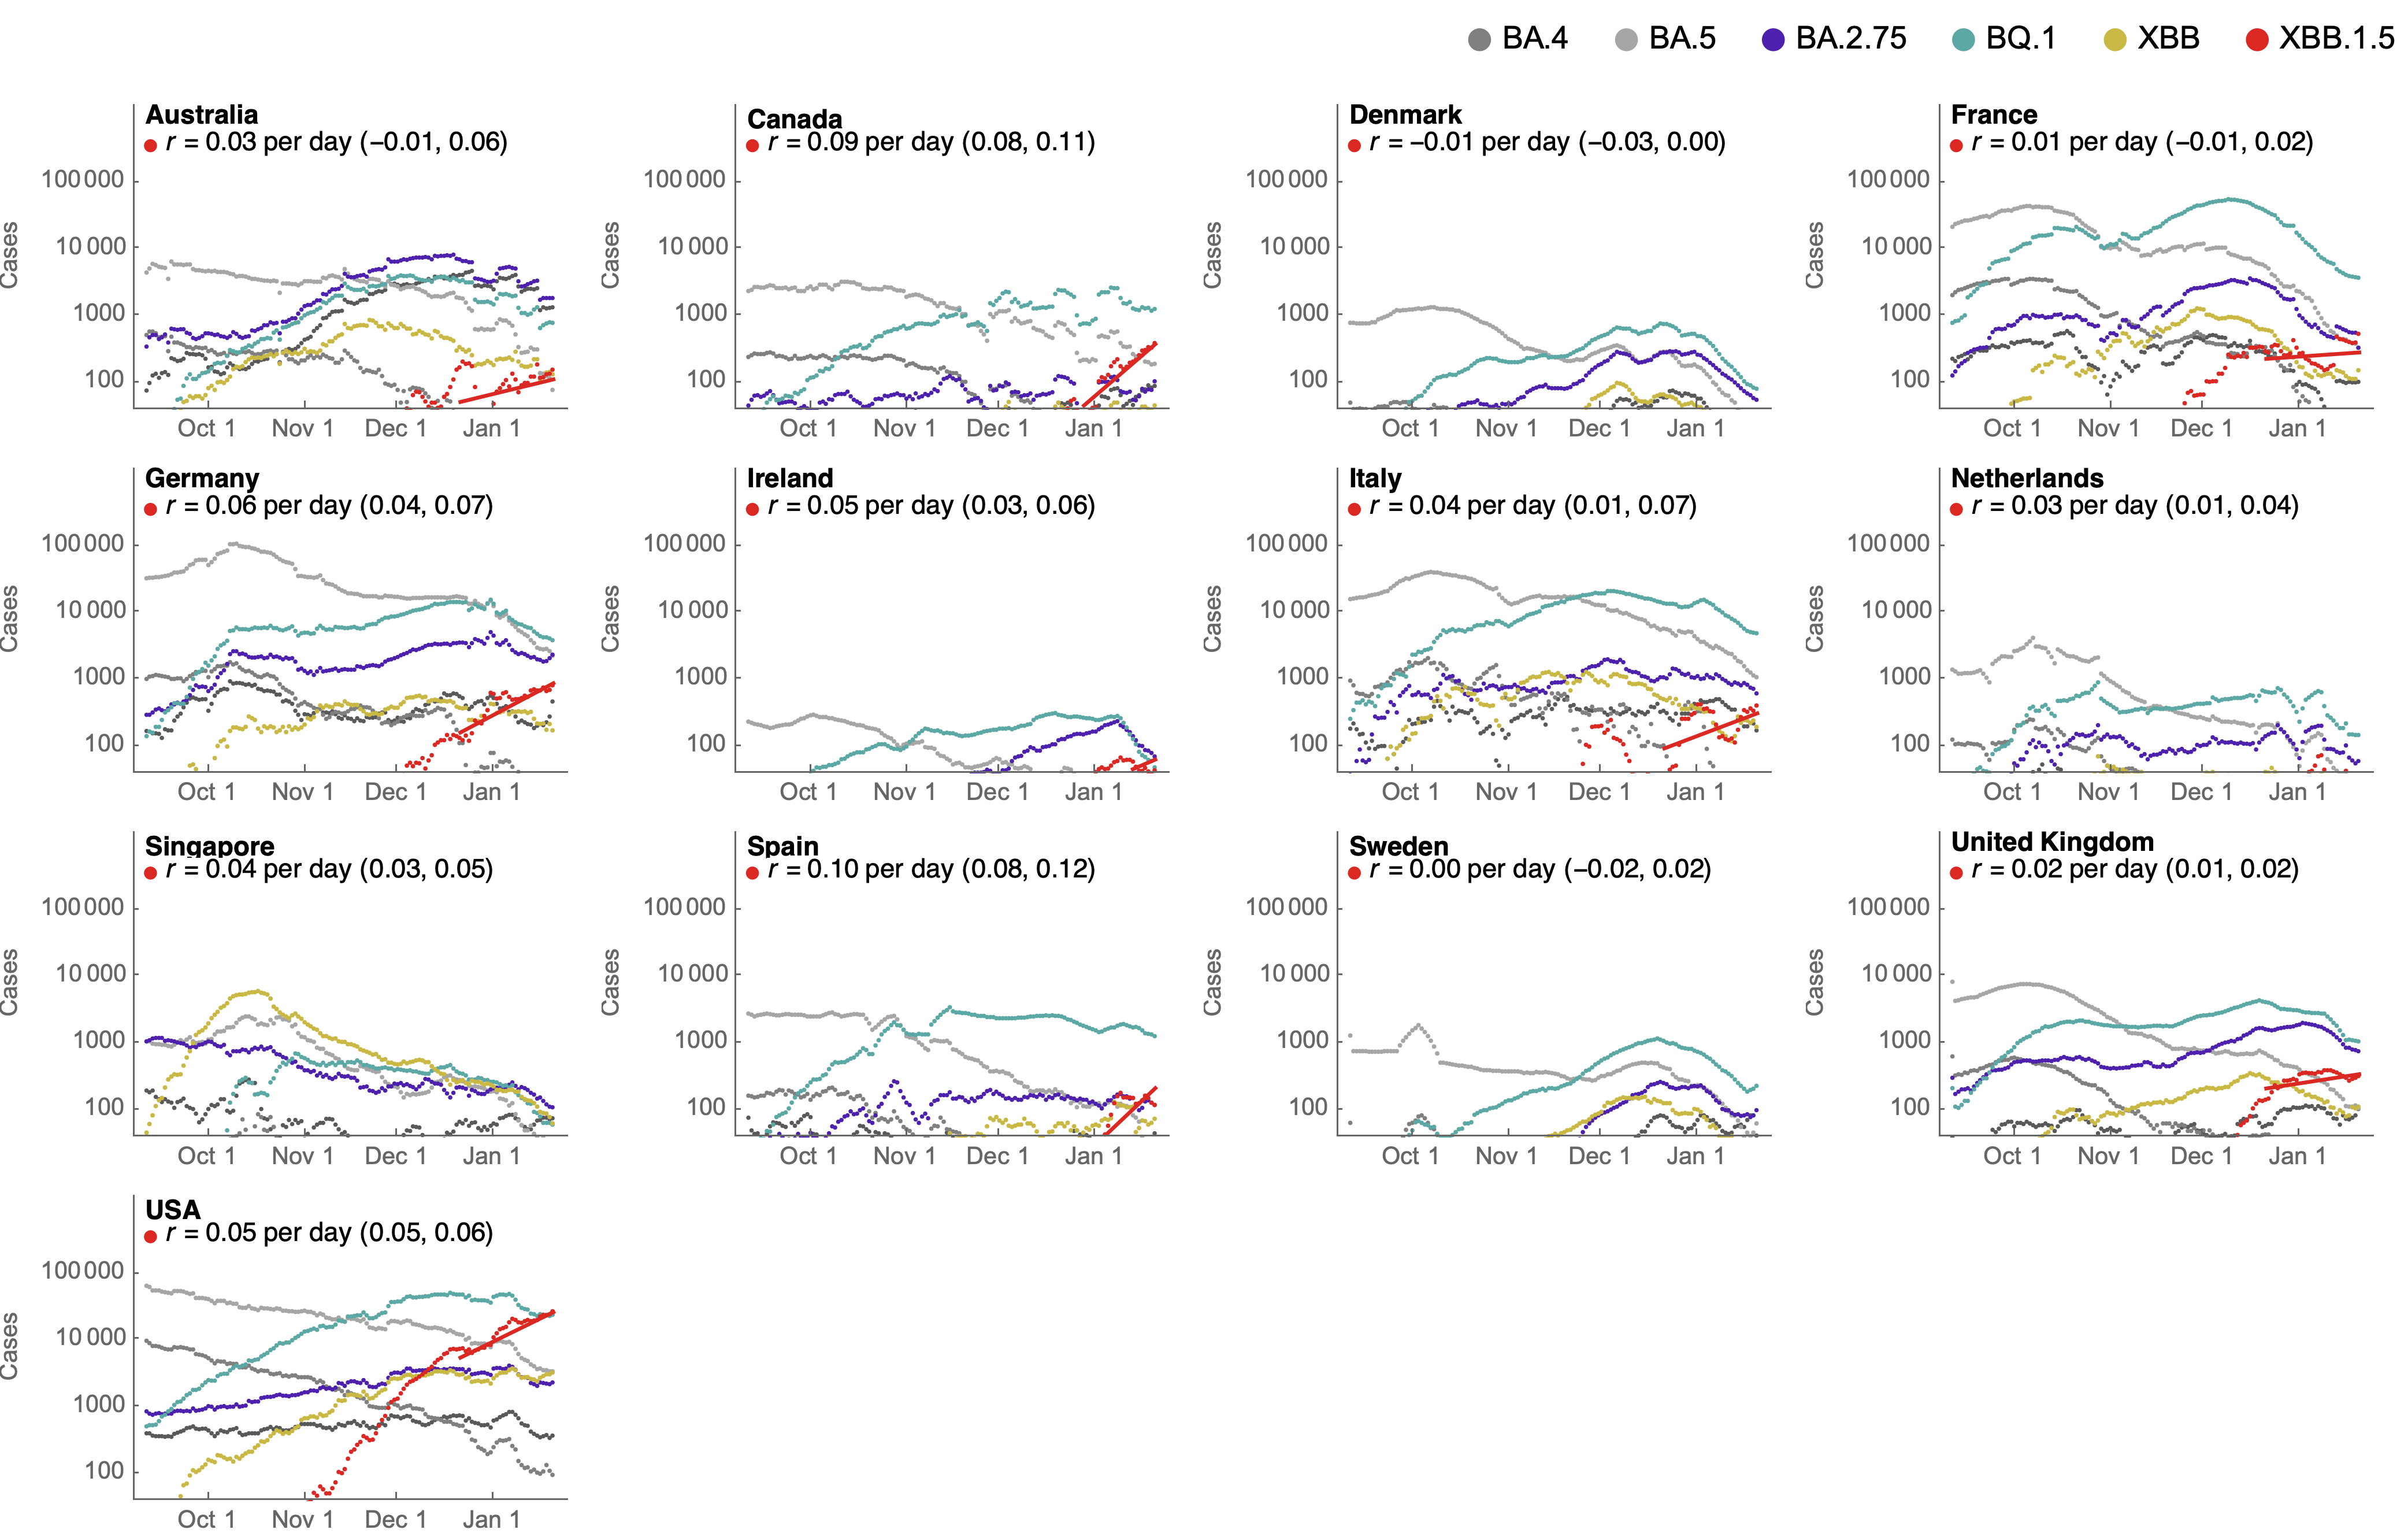 BA.4 BA.5 BA.2.75 BQ.1 XBB XBB.1.5
Australia
r = 0.03 per day (−0.01, 0.06)
Cases
100 000
10 000
1000
100
Oct 1 Nov 1 Dec 1 Jan 1
Canada
r = 0.09 per day (0.08, 0.11)
Cases
100 000
10 000
1000
100
Oct 1 Nov 1 Dec 1 Jan 1
Denmark
r = −0.01 per day (−0.03, 0.00)
Cases
100 000
10 000
1000
100
Oct 1 Nov 1 Dec 1 Jan 1
France
r = 0.01 per day (−0.01, 0.02)
Cases
100 000
10 000
1000
100
Oct 1 Nov 1 Dec 1 Jan 1
Germany
r = 0.06 per day (0.04, 0.07)
Cases
100 000
10 000
1000
100
Oct 1 Nov 1 Dec 1 Jan 1
Ireland
r = 0.05 per day (0.03, 0.06)
Cases
100 000
10 000
1000
100
Oct 1 Nov 1 Dec 1 Jan 1
Italy
r = 0.04 per day (0.01, 0.07)
Cases
100 000
10 000
1000
100
Oct 1 Nov 1 Dec 1 Jan 1
Netherlands
r = 0.03 per day (0.01, 0.04)
Cases
100 000
10 000
1000
100
Oct 1 Nov 1 Dec 1 Jan 1
Singapore
r = 0.04 per day (0.03, 0.05)
Cases
100 000
10 000
1000
100
Oct 1 Nov 1 Dec 1 Jan 1
Spain
r = 0.10 per day (0.08, 0.12)
Cases
100 000
10 000
1000
100
Oct 1 Nov 1 Dec 1 Jan 1
Sweden
r = 0.00 per day (−0.02, 0.02)
Cases
100 000
10 000
1000
100
Oct 1 Nov 1 Dec 1 Jan 1
United Kingdom
r = 0.02 per day (0.01, 0.02)
Cases
100 000
10 000
1000
100
Oct 1 Nov 1 Dec 1 Jan 1
USA
r = 0.05 per day (0.05, 0.06)
Cases
100 000
10 000
1000
100
Oct 1 Nov 1 Dec 1 Jan 1